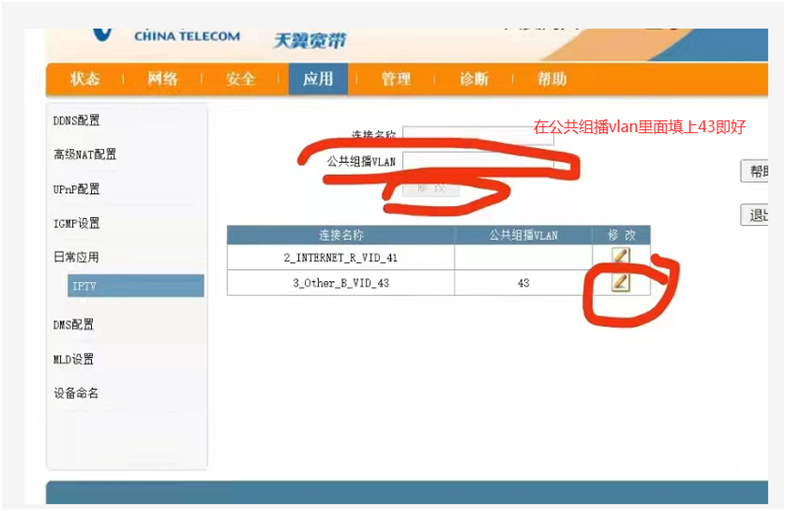 CHINA TELECOM
天翼宽带
状态 网络 安全 应用 管理 诊断 帮助
DDNS配置
高级NAT配置
UPnP配置
IGMP设置
日常应用
IPTV
DMS配置
MLD设置
设备命名
连接名称
在公共组播vlan里面填上43即好
公共组播VLAN
修 改
帮助
退出
连接名称 公共组播VLAN 修 改
2_INTERNET_R_VID_41
3_Other_B_VID_43 43